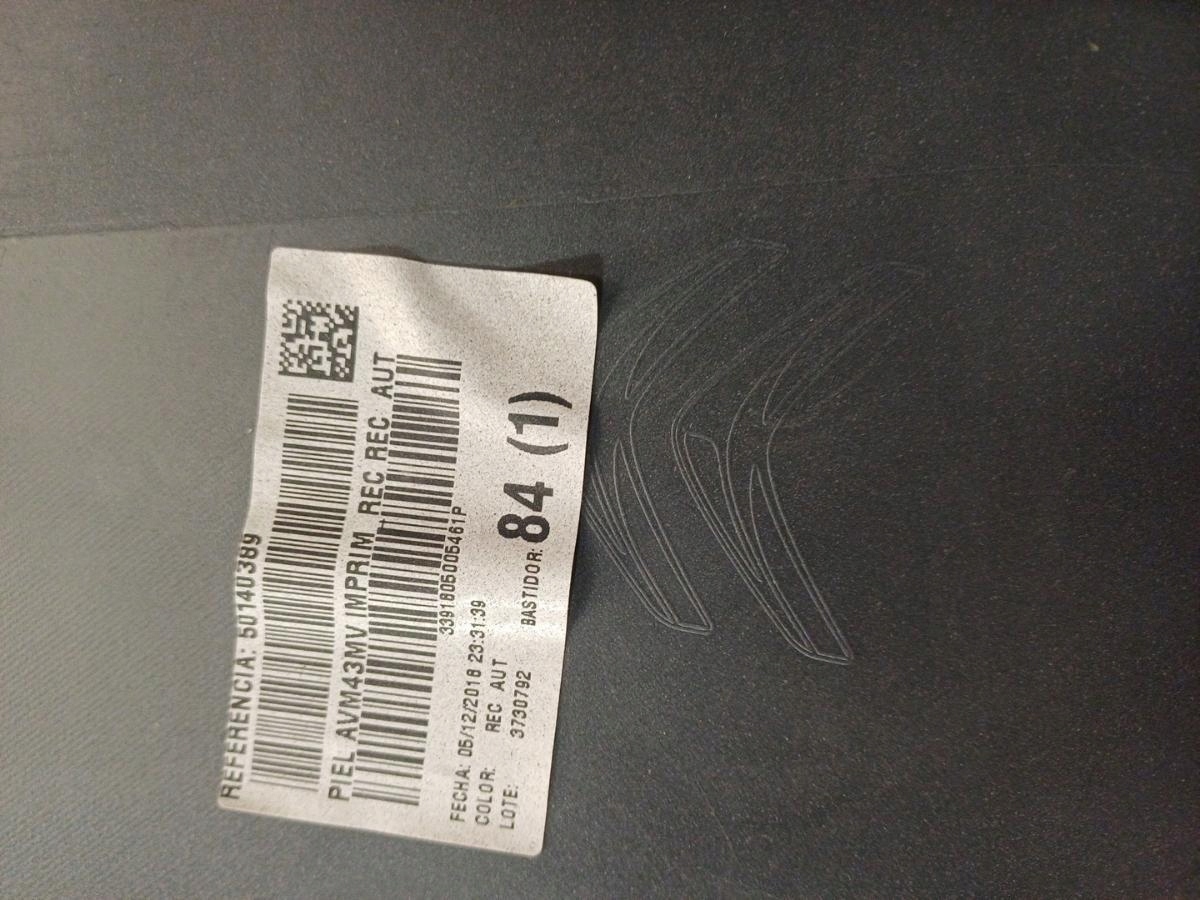 REFERENCIA: 50140389
PIEL AVM43MV IMPRIM REC REC AUT
3391805005461P
FECHA: 05/12/2018 23:31:39
COLOR: REC AUT
LOTE: 3730792
BASTIDOR: 84 (1)